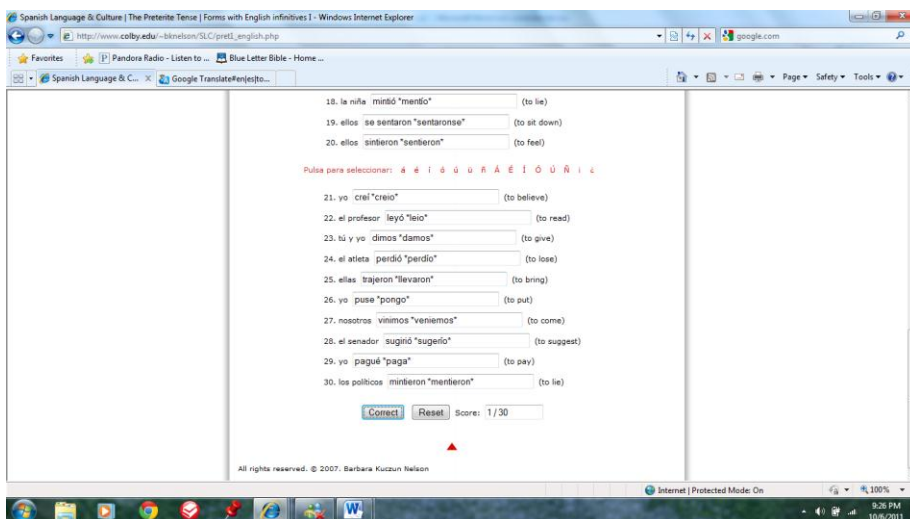 Spanish Language & Culture | The Preterite Tense | Forms with English infinitives I - Windows Internet Explorer
http://www.colby.edu/~bknelson/SLC/pret1_english.php
google.com
Favorites Pandora Radio - Listen to ... Blue Letter Bible - Home ...
Spanish Language & C... X Google Translate#en|es|to... Page Safety Tools
18. la niña mintió "mentío" (to lie)
19. ellos se sentaron "sentaronse" (to sit down)
20. ellos sintieron "sentieron" (to feel)
Pulsa para seleccionar: á é í ó ú ü ñ Á É Í Ó Ú Ñ ¡ ¿
21. yo creí "creio" (to believe)
22. el profesor leyó "leio" (to read)
23. tú y yo dimos "damos" (to give)
24. el atleta perdió "perdío" (to lose)
25. ellas trajeron "llevaron" (to bring)
26. yo puse "pongo" (to put)
27. nosotros vinimos "veniemos" (to come)
28. el senador sugirió "sugerío" (to suggest)
29. yo pagué "paga" (to pay)
30. los políticos mintieron "mentieron" (to lie)
Correct Reset Score: 1/30
All rights reserved. © 2007. Barbara Kuczun Nelson
Internet | Protected Mode: On 100%
9:26 PM
10/6/2011